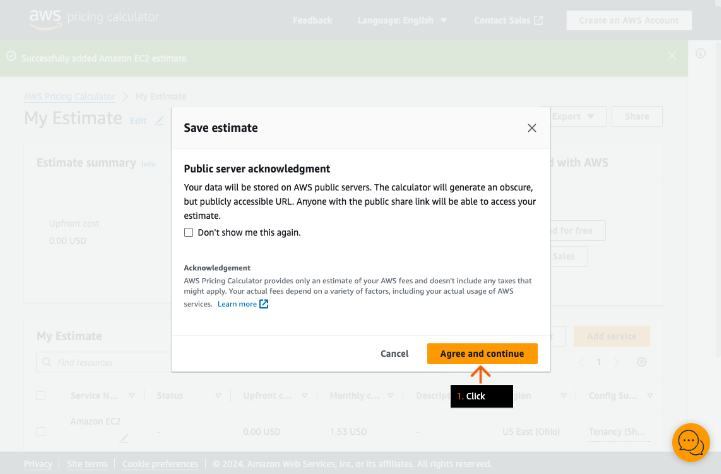 aws pricing calculator
Feedback
Language: English
Contact Sales
Create an AWS Account
Successfully added Amazon EC2 estimate.
AWS Pricing Calculator
My Estimate
My Estimate
Edit
Export
Share
Save estimate
Estimate summary
Info
d with AWS
Public server acknowledgment
Your data will be stored on AWS public servers. The calculator will generate an obscure,
but publicly accessible URL. Anyone with the public share link will be able to access your
estimate.
Upfront cost
0.00 USD
d for free
Don't show me this again.
Sales
Acknowledgement
AWS Pricing Calculator provides only an estimate of your AWS fees and doesn't include any taxes that
might apply. Your actual fees depend on a variety of factors, including your actual usage of AWS
services. Learn more
My Estimate
Add service
Cancel
Agree and continue
Find resources
1
1. Click
Service N...
Status
Upfront c...
Monthly c...
Descrip
gion
Config Su...
Amazon EC2
-
0.00 USD
1.53 USD
-
US East (Ohio)
Tenancy (Sh...
Privacy | Site terms | Cookie preferences | © 2024, Amazon Web Services, Inc. or its affiliates. All rights reserved.